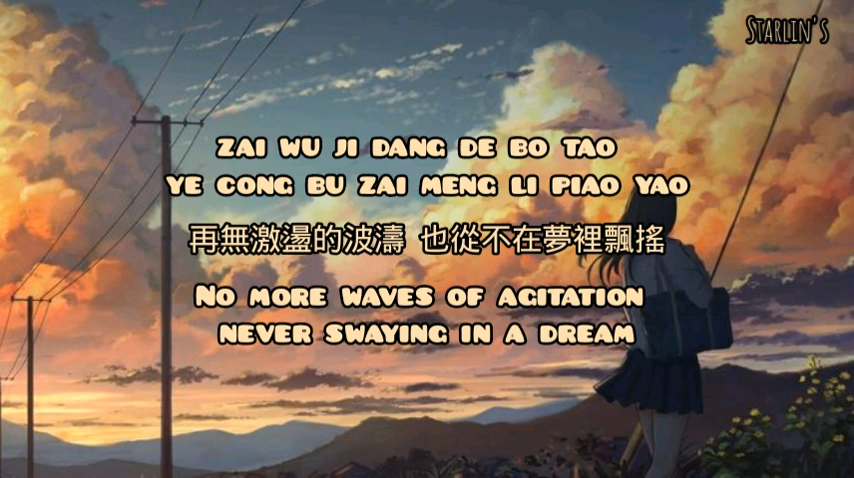 Starlin's
ZAI WU JI DANG DE BO TAO
YE CONG BU ZAI MENG LI PIAO YAO
再無激盪的波濤 也從不在夢裡飄搖
No more waves of agitation
never swaying in a dream